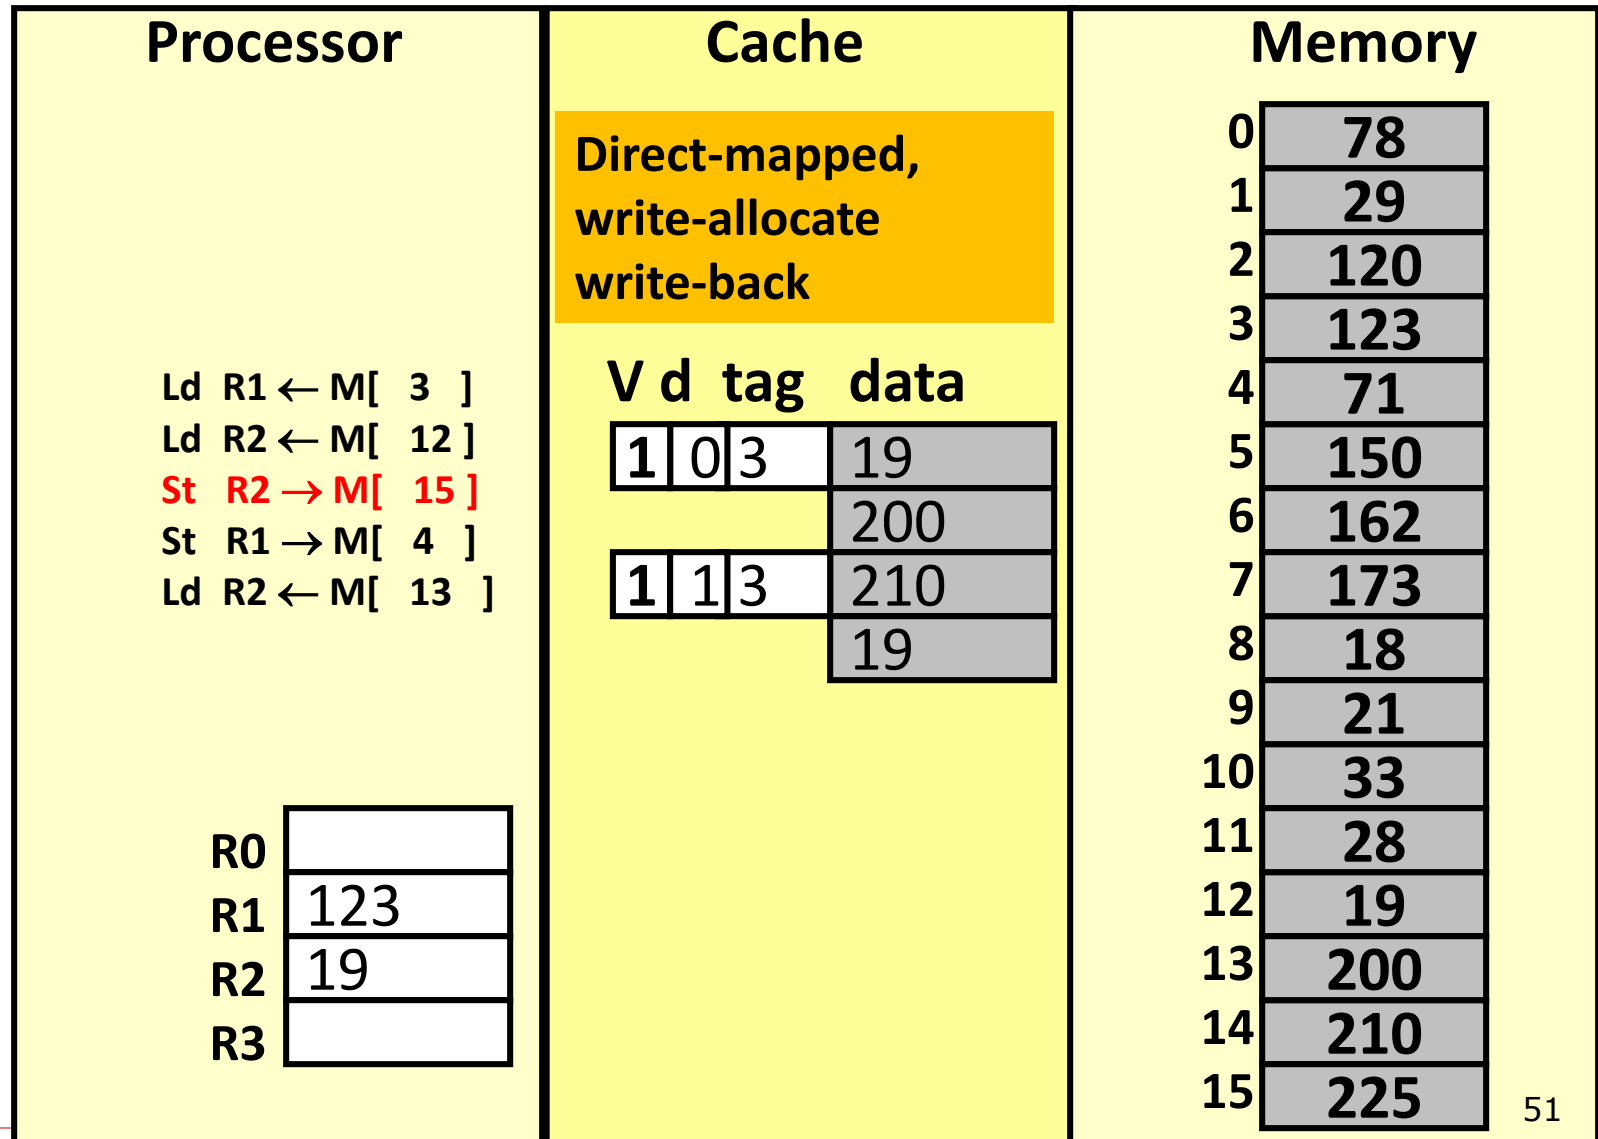 Processor
Cache
Memory
Direct-mapped,
write-allocate
write-back
Ld R1 ← M[ 3 ]
Ld R2 ← M[ 12 ]
St R2 → M[ 15 ]
St R1 → M[ 4 ]
Ld R2 ← M[ 13 ]
R0
R1 123
R2 19
R3
V d tag data
1 0 3 19
200
1 1 3 210
19
0 78
1 29
2 120
3 123
4 71
5 150
6 162
7 173
8 18
9 21
10 33
11 28
12 19
13 200
14 210
15 225
51